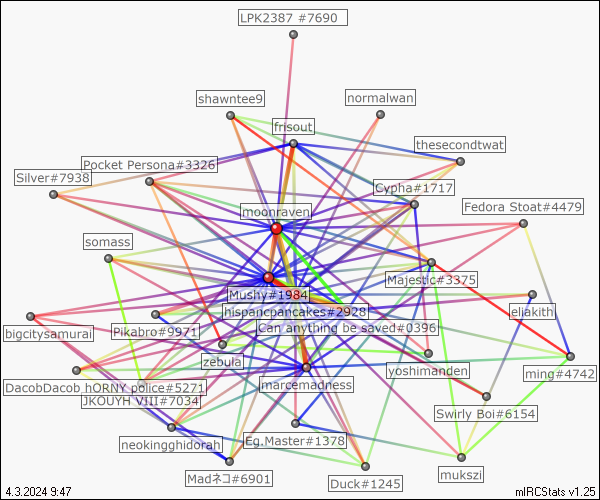 LPK2387 #7690
shawntee9
normalwan
frisout
thesecondtwat
Pocket Persona#3326
Silver#7938
Cypha#1717
moonraven
Fedora Stoat#4479
somass
Majestic#3375
Mushy#1984
hispancpancakes#2928
eliakith
Can anything be saved#0396
bigcitysamurai
Pikabro#9971
zebula
yoshimanden
ming#4742
marcemadness
DacobDacob hORNY police#5271
JKOUYH VIII#7034
Swirly Boi#6154
neokingghidorah
Eg.Master#1378
Madネコ#6901
mukszi
Duck#1245
4.3.2024 9:47
mIRCStats v1.25